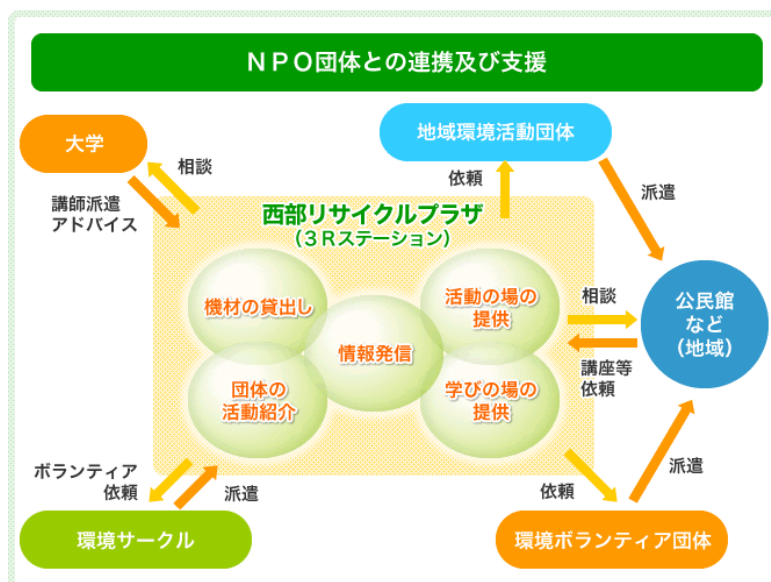 ＮＰＯ団体との連携及び支援
大学
地域環境活動団体
相談
依頼
派遣
講師派遣
アドバイス
西部リサイクルプラザ
（３Ｒステーション）
機材の貸出し
活動の場の
提供
情報発信
団体の
活動紹介
学びの場の
提供
相談
公民館
など
（地域）
講座等
依頼
ボランティア
依頼
派遣
依頼
派遣
環境サークル
環境ボランティア団体